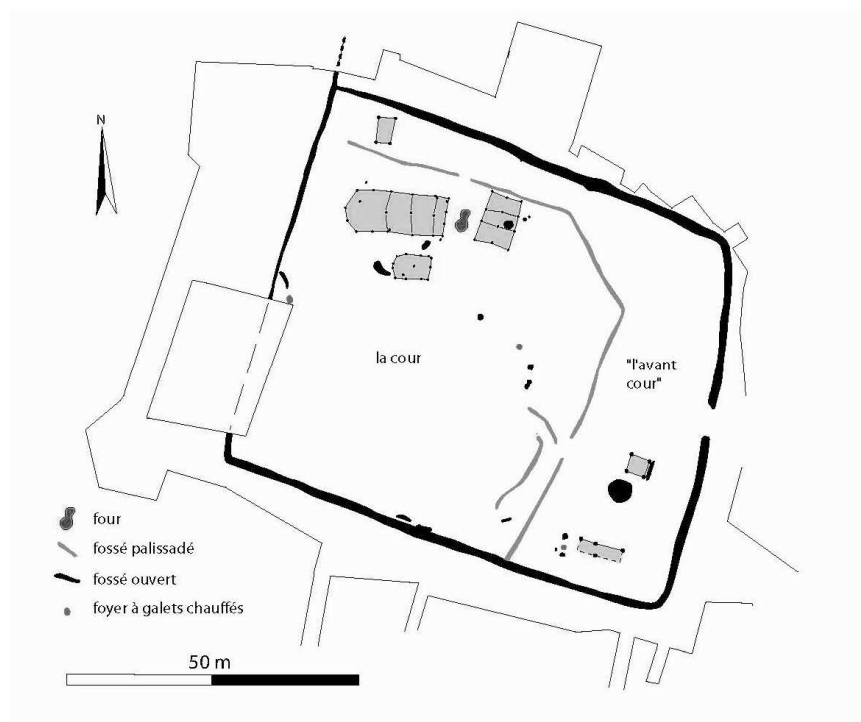 N
la cour
"l'avant
cour"
four
fossé palissadé
fossé ouvert
foyer à galets chauffés
50 m